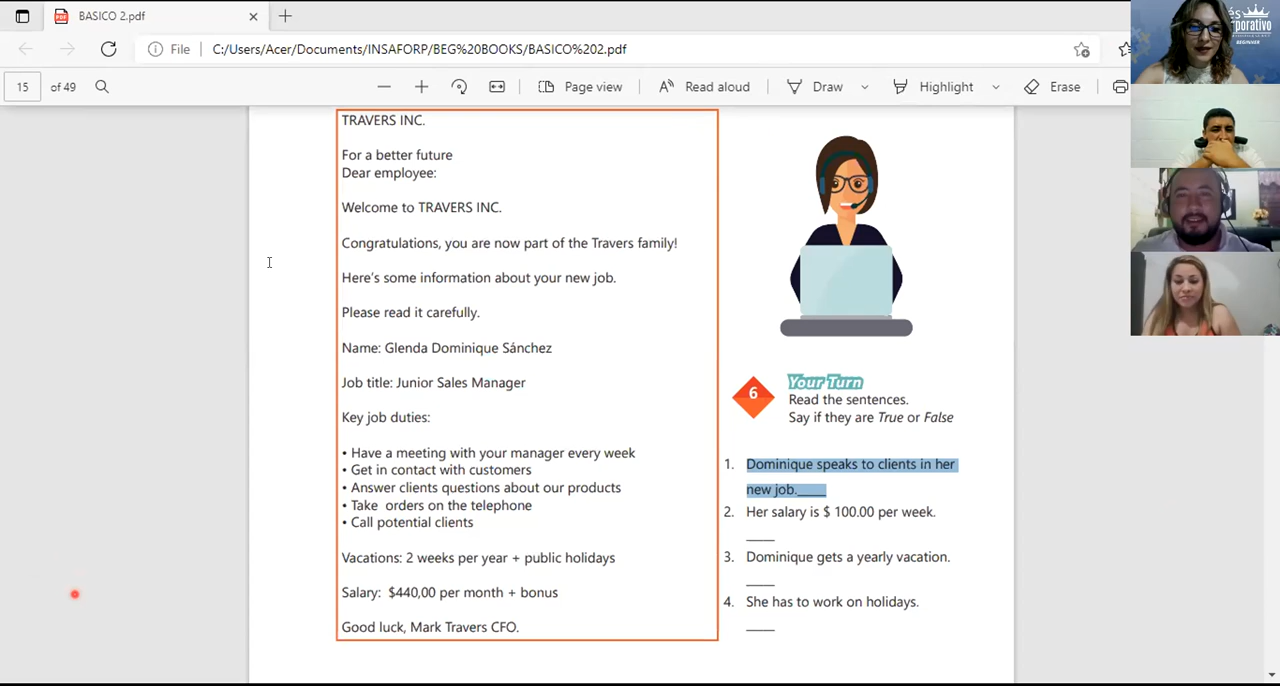 BASICO 2.pdf
File
C:/Users/Acer/Documents/INSAFORP/BEG%20BOOKS/BASICO%202.pdf
15 of 49
Page view
Read aloud
Draw
Highlight
Erase
TRAVERS INC.
For a better future
Dear employee:
Welcome to TRAVERS INC.
Congratulations, you are now part of the Travers family!
Here's some information about your new job.
Please read it carefully.
Name: Glenda Dominique Sánchez
Job title: Junior Sales Manager
Key job duties:
• Have a meeting with your manager every week
• Get in contact with customers
• Answer clients questions about our products
• Take orders on the telephone
• Call potential clients
Vacations: 2 weeks per year + public holidays
Salary: $440,00 per month + bonus
Good luck, Mark Travers CFO.
6
Your Turn
Read the sentences.
Say if they are True or False
1. Dominique speaks to clients in her
new job.____
2. Her salary is $ 100.00 per week.
____
3. Dominique gets a yearly vacation.
____
4. She has to work on holidays.
____
BEGINNER